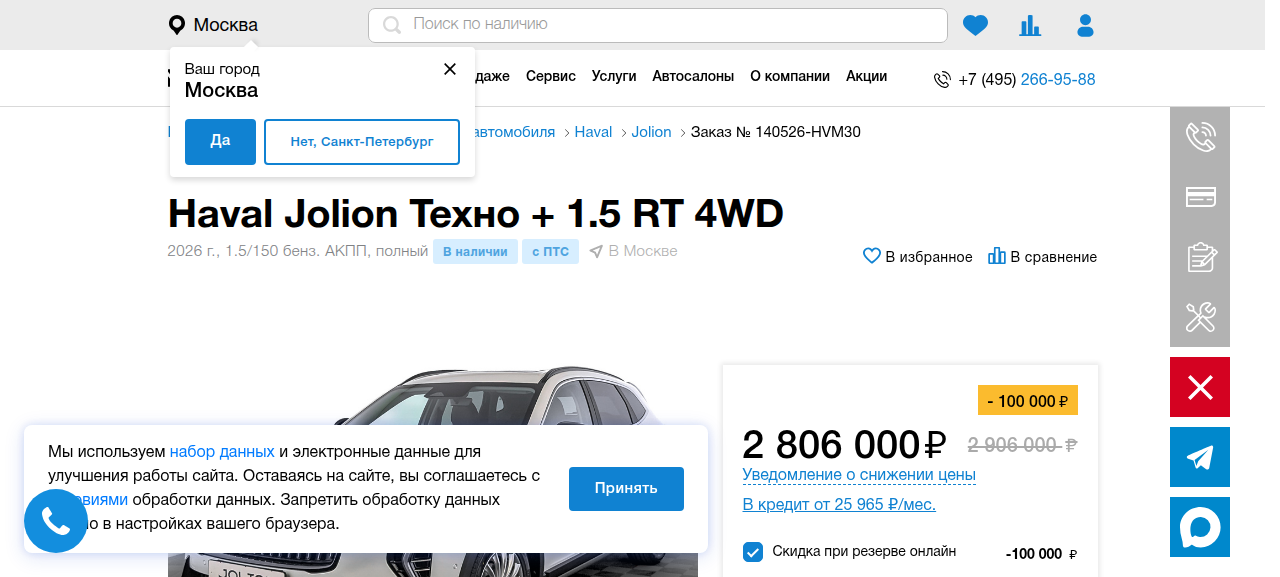 Москва
Поиск по наличию
Ваш город
Москва
Да
Нет, Санкт-Петербург
Сервис
Услуги
Автосалоны
О компании
Акции
+7 (495) 266-95-88
автомобиля
Haval
Jolion
Заказ № 140526-HVM30
Haval Jolion Техно + 1.5 RT 4WD
2026 г., 1.5/150 бенз. АКПП, полный
В наличии
с ПТС
В Москве
В избранное
В сравнение
- 100 000 ₽
2 806 000 ₽
2 906 000 ₽
Уведомление о снижении цены
В кредит от 25 965 ₽/мес.
Скидка при резерве онлайн
-100 000 ₽
Мы используем набор данных и электронные данные для
улучшения работы сайта. Оставаясь на сайте, вы соглашаетесь с
обработки данных. Запретить обработку данных
в настройках вашего браузера.
Принять